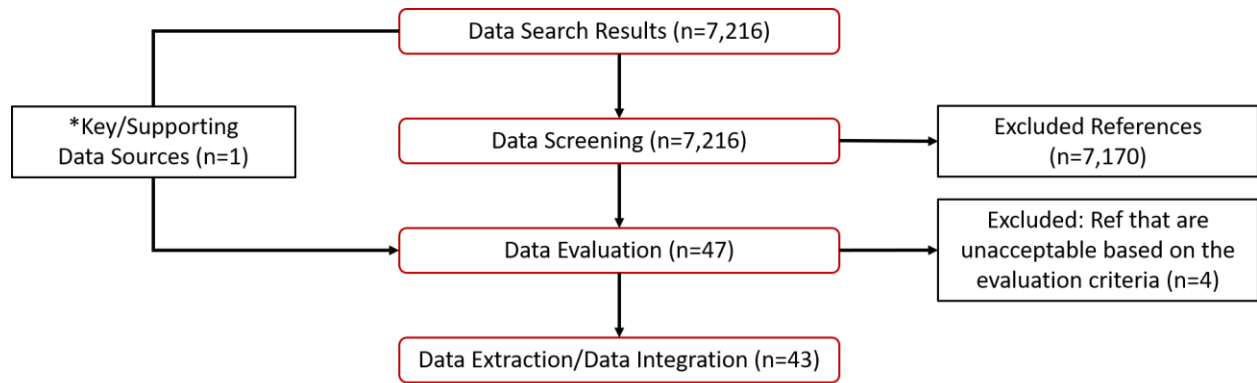 Data Search Results (n=7,216)
*Key/Supporting
Data Sources (n=1)
Data Screening (n=7,216)
Excluded References
(n=7,170)
Data Evaluation (n=47)
Excluded: Ref that are
unacceptable based on the
evaluation criteria (n=4)
Data Extraction/Data Integration (n=43)